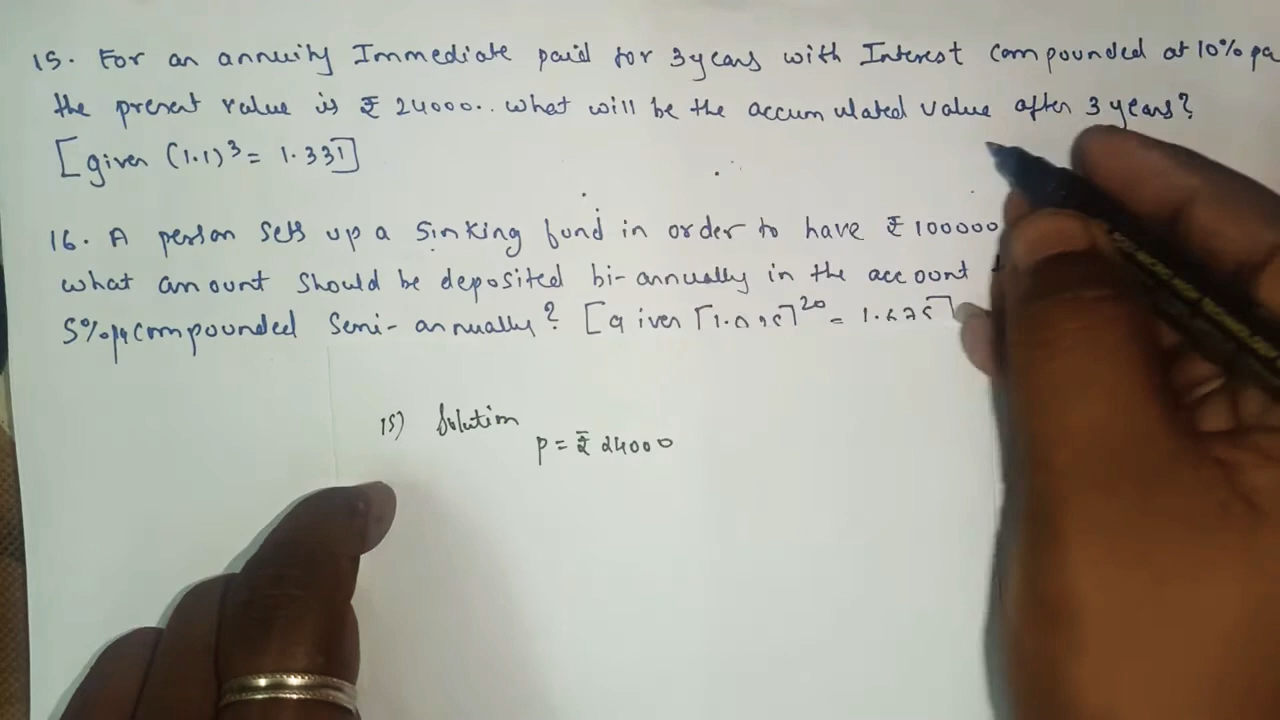 15. For an annuity Immediate paid for 3 years with Interest compounded at 10% pa
the present value is ₹ 24000.. what will be the accumulated value after 3 years?
[given (1.1)³ = 1.331]
16. A person sets up a sinking fund in order to have ₹ 100000
what amount should be deposited bi-annually in the account
5% pa compounded Semi-annually? [Given
15) Solution
P = ₹ 24000